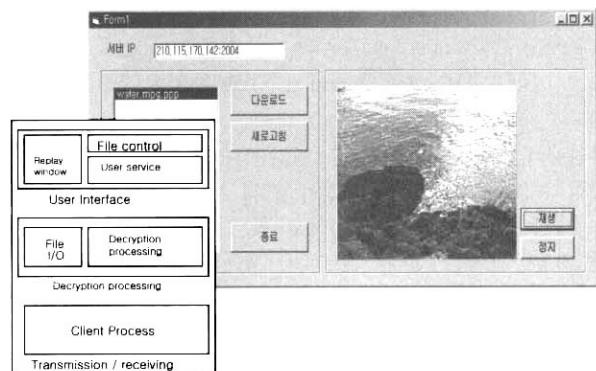 Form1
서버 IP
210,115,170,142:2004
water.mpg.ppp
다운로드
새로고침
종료
재생
정지
File control
Replay window
User service
User Interface
File I/O
Decryption processing
Decryption processing
Client Process
Transmission / receiving